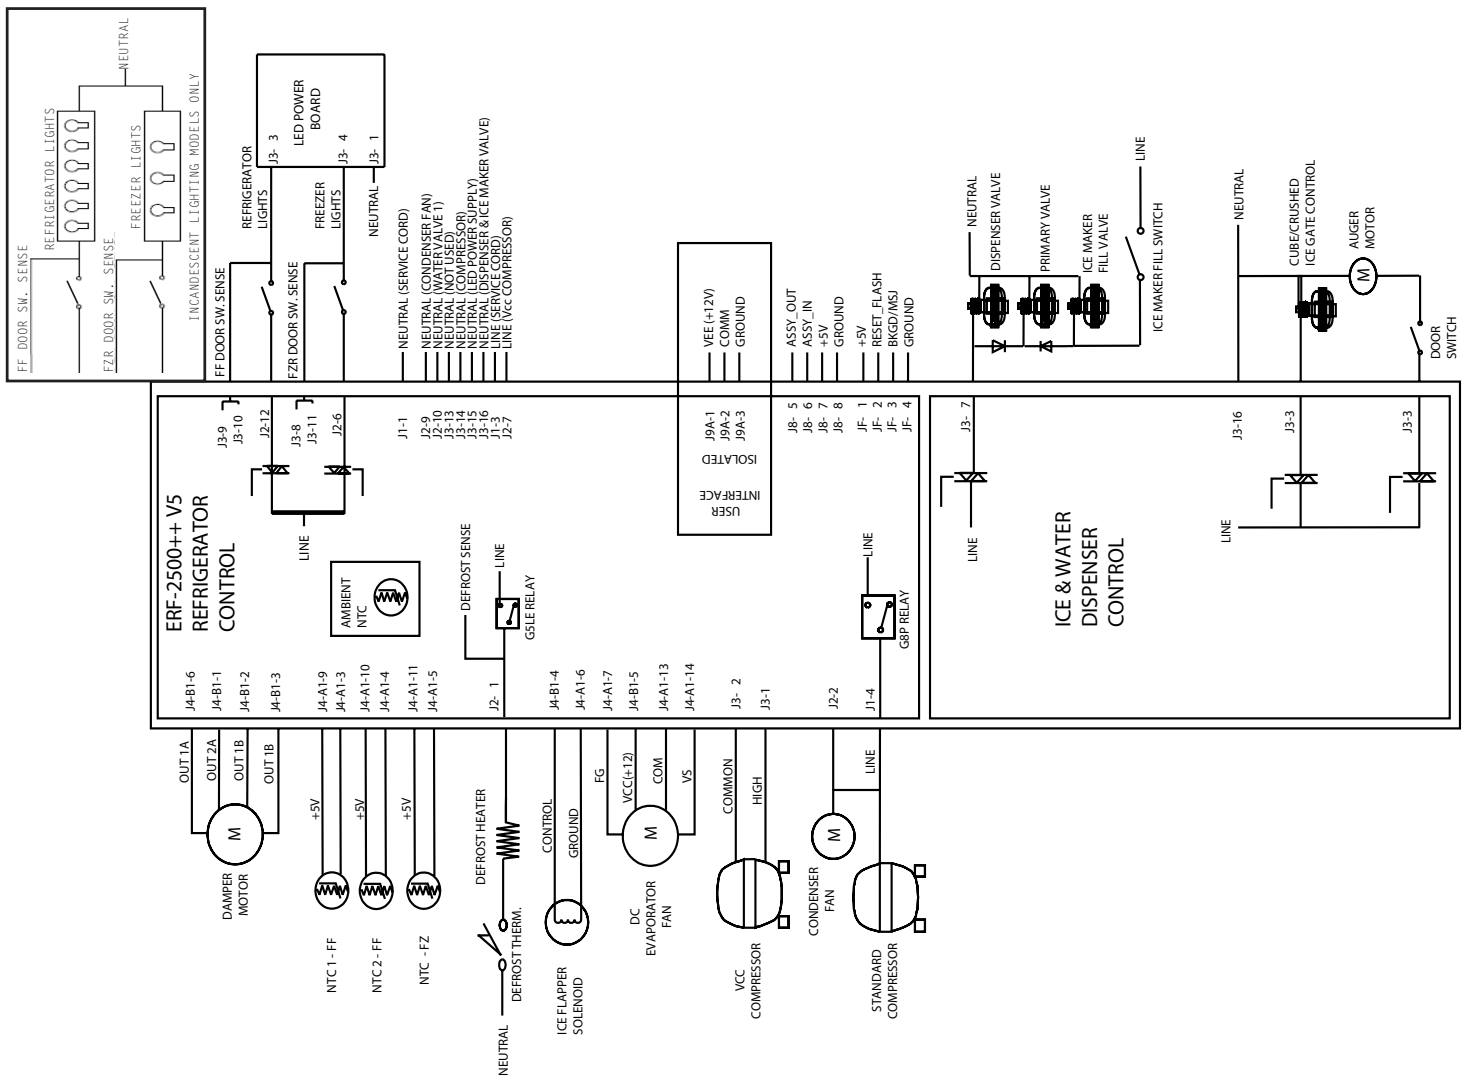 FF DOOR SW. SENSE
REFRIGERATOR LIGHTS
NEUTRAL
FZR DOOR SW. SENSE
FREEZER LIGHTS
INCANDESCENT LIGHTING MODELS ONLY
LED POWER
BOARD
J3- 3
J3- 4
J3- 1
REFRIGERATOR
LIGHTS
FREEZER
LIGHTS
NEUTRAL
FF DOOR SW. SENSE
FZR DOOR SW. SENSE
NEUTRAL (SERVICE CORD)
NEUTRAL (CONDENSER FAN)
NEUTRAL (WATER VALVE 1)
NEUTRAL (NOT USED)
NEUTRAL (COMPRESSOR)
NEUTRAL (LED POWER SUPPLY)
NEUTRAL (DISPENSER & ICE MAKER VALVE)
LINE (SERVICE CORD)
LINE (Vcc COMPRESSOR)
VEE (+12V)
COMM
GROUND
ASSY_OUT
ASSY_IN
+5V
GROUND
+5V
RESET_FLASH
BKGD/MSJ
GROUND
NEUTRAL
DISPENSER VALVE
PRIMARY VALVE
ICE MAKER
FILL VALVE
LINE
ICE MAKER FILL SWITCH
NEUTRAL
CUBE/CRUSHED
ICE GATE CONTROL
AUGER
MOTOR
M
DOOR
SWITCH
J3-9
J3-10
J2-12
J3-8
J3-11
J2-6
J1-1
J2-9
J2-10
J3-13
J3-14
J3-15
J3-16
J1-3
J2-7
J9A-1
J9A-2
J9A-3
ISOLATED
USER
INTERFACE
J8- 5
J8- 6
J8- 7
J8- 8
JF- 1
JF- 2
JF- 3
JF- 4
J3- 7
J3-16
J3-3
J3-3
ERF-2500++ V5
REFRIGERATOR
CONTROL
LINE
AMBIENT
NTC
DEFROST SENSE
LINE
G5LE RELAY
LINE
G8P RELAY
LINE
LINE
ICE & WATER
DISPENSER
CONTROL
J4-B1-6
J4-B1-1
J4-B1-2
J4-B1-3
J4-A1-9
J4-A1-3
J4-A1-10
J4-A1-4
J4-A1-11
J4-A1-5
J2- 1
J4-B1-4
J4-A1-6
J4-A1-7
J4-B1-5
J4-A1-13
J4-A1-14
J3- 2
J3-1
J2-2
J1-4
OUT 1A
OUT 2A
OUT 1B
OUT 1B
M
DAMPER
MOTOR
+5V
+5V
+5V
NTC 1 - FF
NTC 2 - FF
NTC - FZ
DEFROST HEATER
DEFROST THERM.
NEUTRAL
CONTROL
GROUND
ICE FLAPPER
SOLENOID
FG
VCC(+12)
COM
VS
M
DC
EVAPORATOR
FAN
COMMON
HIGH
VCC
COMPRESSOR
LINE
M
CONDENSER
FAN
STANDARD
COMPRESSOR